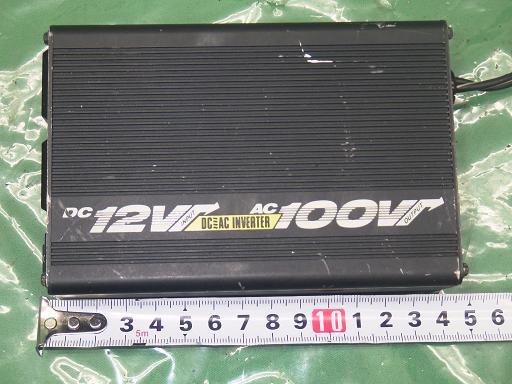 DC 12V INPUT DC AC INVERTER AC 100V OUTPUT
3 4 5 6 7 8 9 10 1 2 3 4 5 6
5m